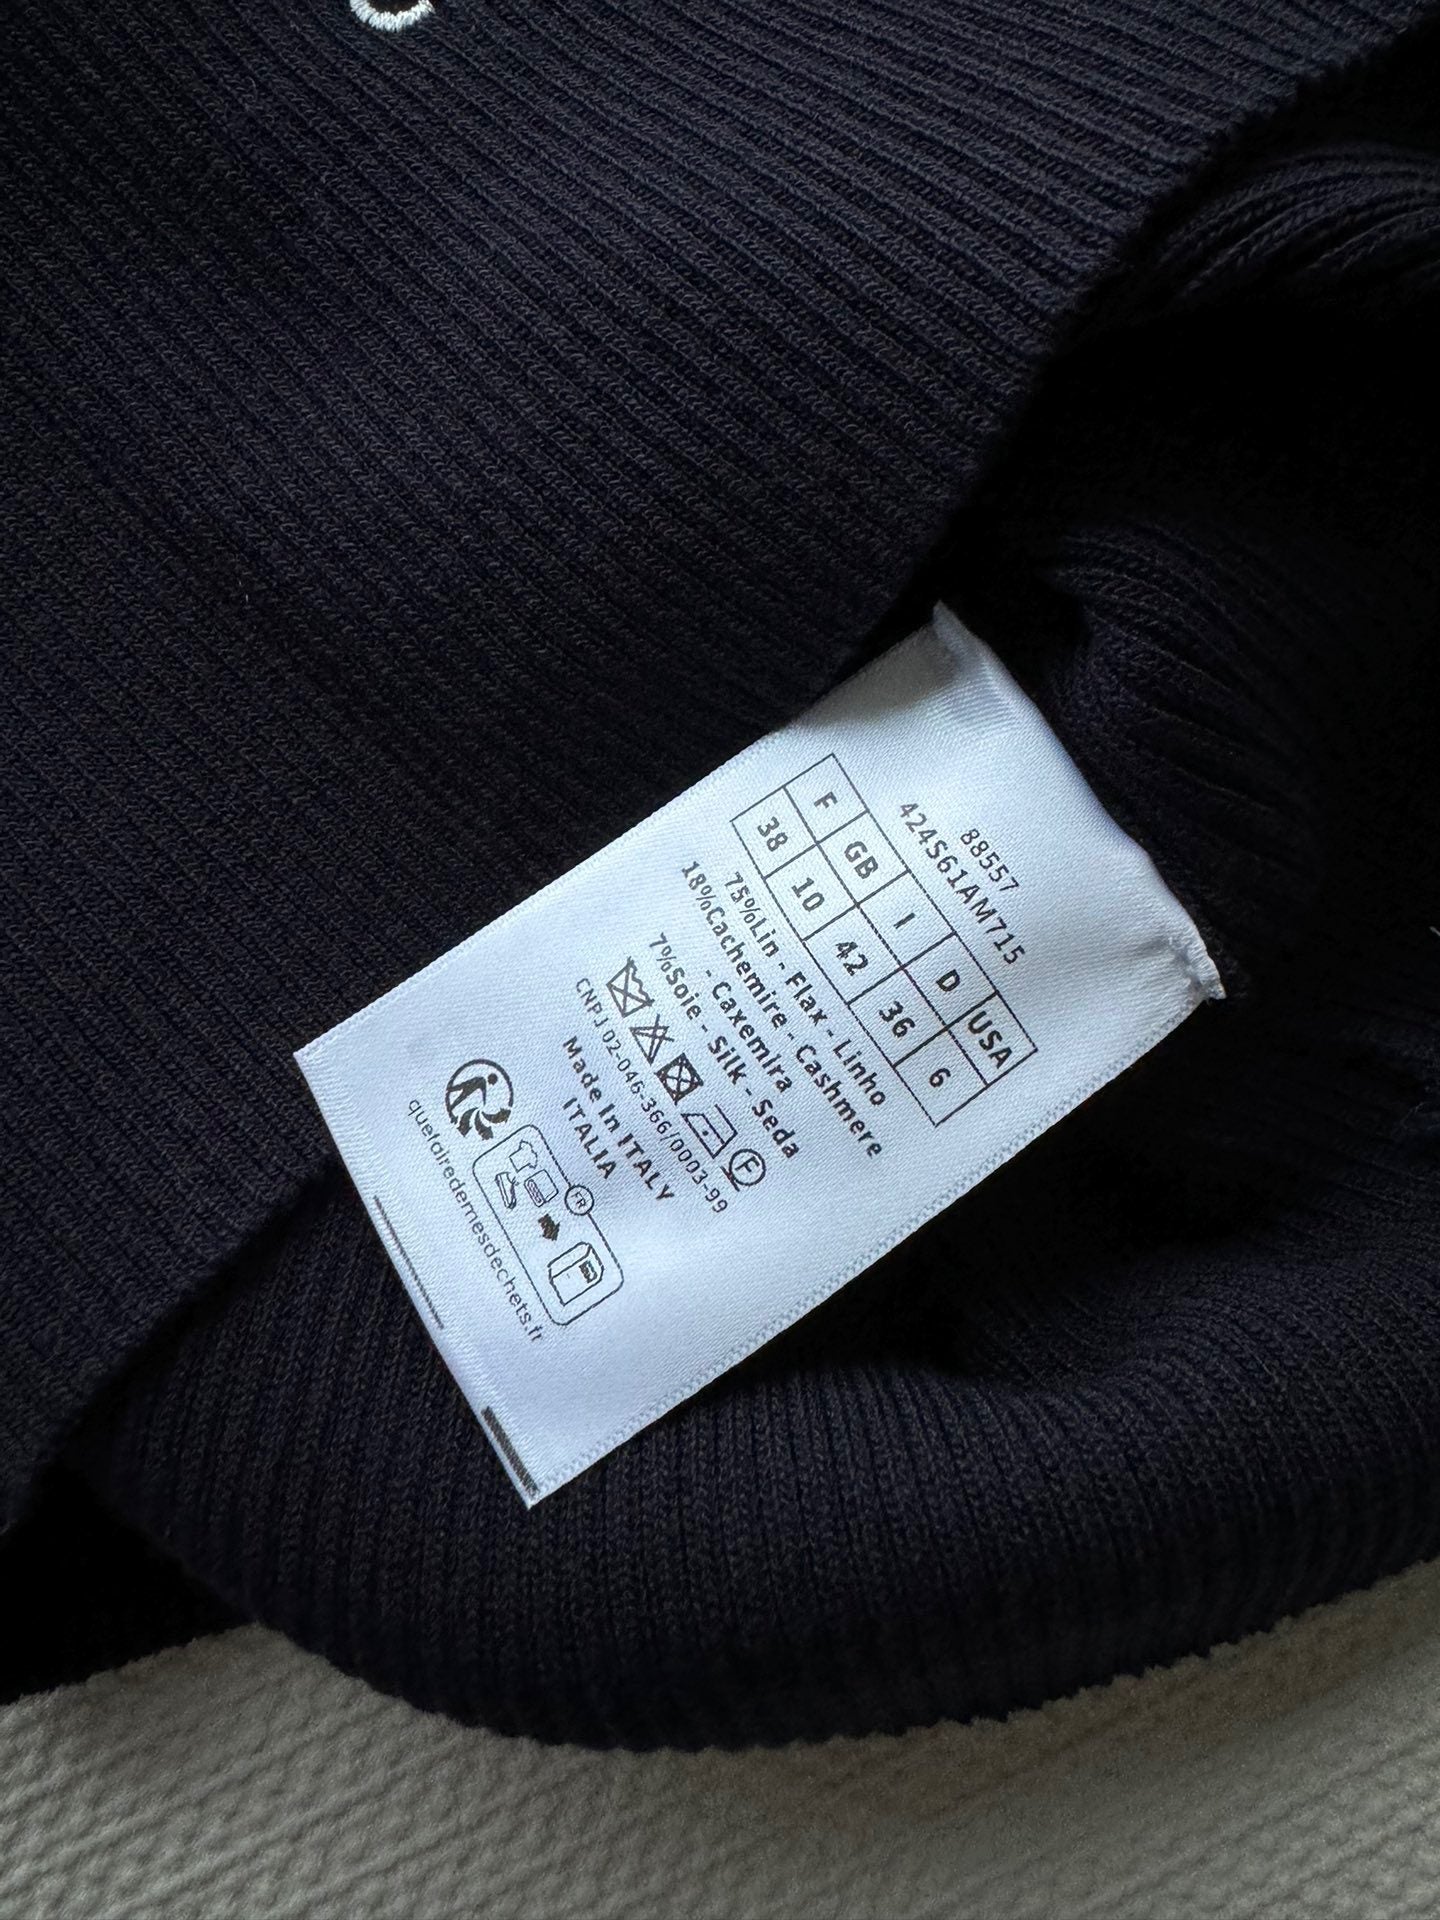 88557
424S61AM715
F GB I D USA
38 10 42 36 6
75%Lin - Flax - Linho
18%Cachemire - Cashmere
- Caxemira
7%Soie - Silk - Seda
F
CNPJ 02-046-366/0003-99
Made In ITALY
ITALIA
FR
quefairedemesdechets.fr